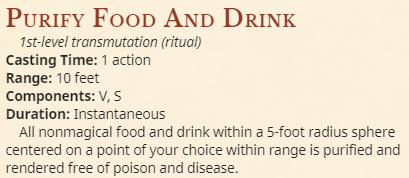 Purify Food And Drink
1st-level transmutation (ritual)
Casting Time: 1 action
Range: 10 feet
Components: V, S
Duration: Instantaneous
All nonmagical food and drink within a 5-foot radius sphere
centered on a point of your choice within range is purified and
rendered free of poison and disease.